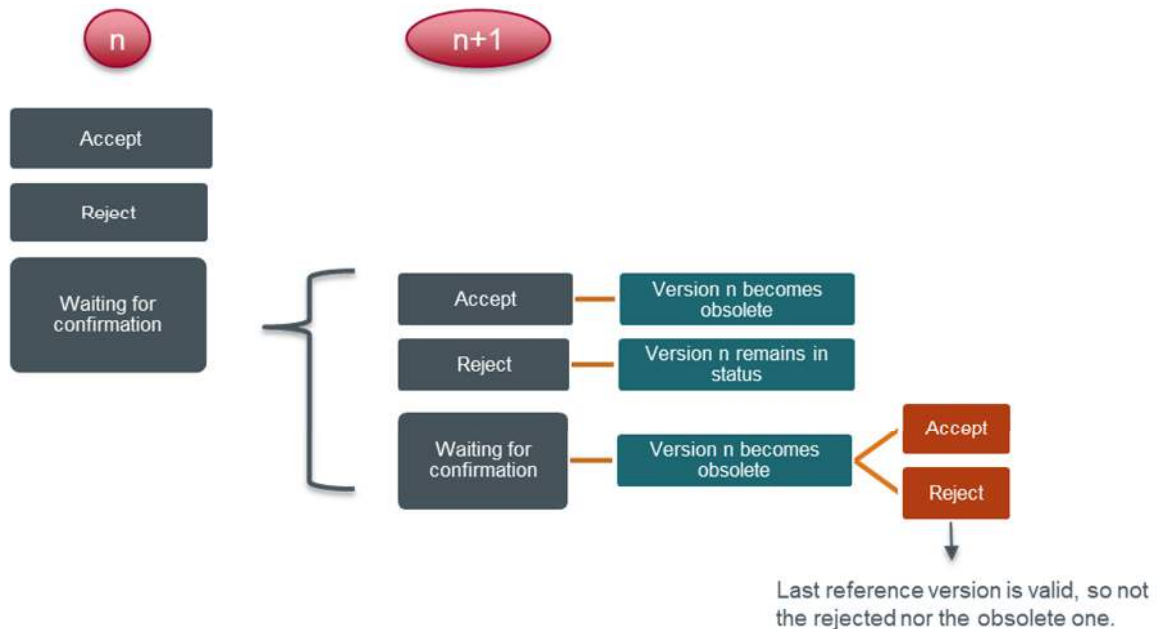 n
n+1
Accept
Reject
Waiting for
confirmation
Accept
Version n becomes
obsolete
Reject
Version n remains in
status
Waiting for
confirmation
Version n becomes
obsolete
Accept
Reject
Last reference version is valid, so not
the rejected nor the obsolete one.